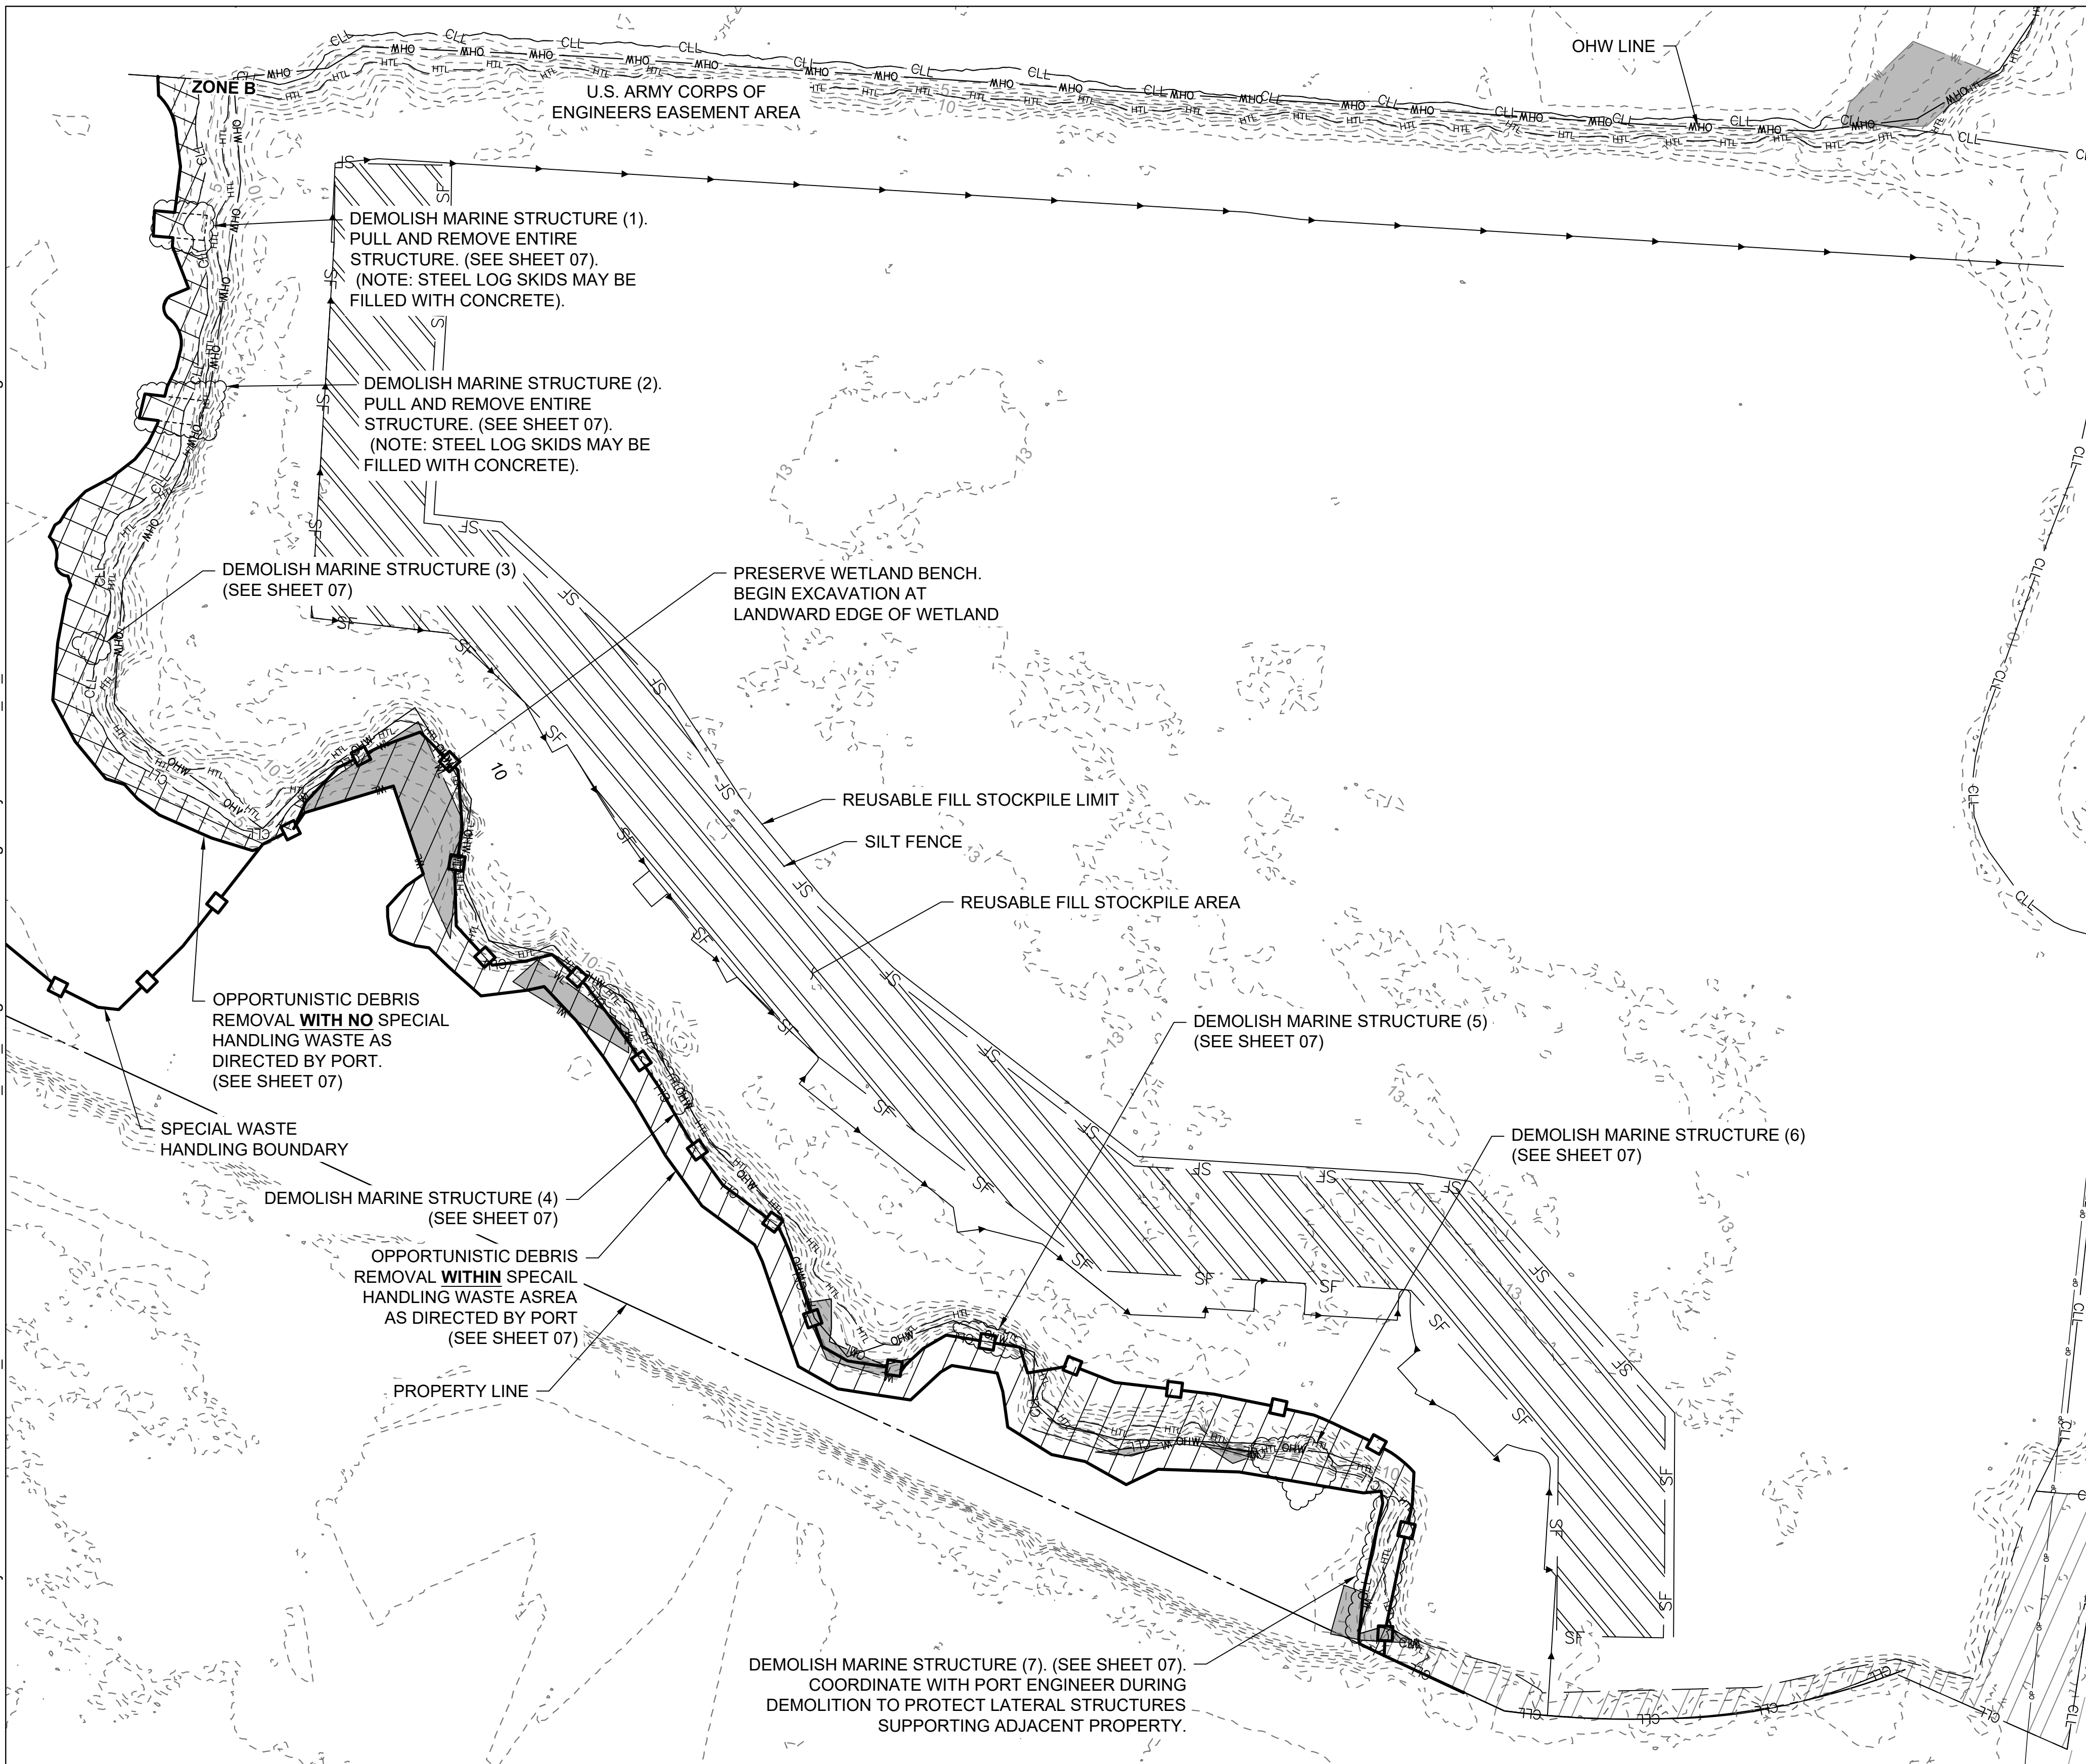 OHW LINE
ZONE B
U.S. ARMY CORPS OF
ENGINEERS EASEMENT AREA
DEMOLISH MARINE STRUCTURE (1).
PULL AND REMOVE ENTIRE
STRUCTURE. (SEE SHEET 07).
(NOTE: STEEL LOG SKIDS MAY BE
FILLED WITH CONCRETE).
DEMOLISH MARINE STRUCTURE (2).
PULL AND REMOVE ENTIRE
STRUCTURE. (SEE SHEET 07).
(NOTE: STEEL LOG SKIDS MAY BE
FILLED WITH CONCRETE).
DEMOLISH MARINE STRUCTURE (3)
(SEE SHEET 07)
PRESERVE WETLAND BENCH.
BEGIN EXCAVATION AT
LANDWARD EDGE OF WETLAND
REUSABLE FILL STOCKPILE LIMIT
SILT FENCE
REUSABLE FILL STOCKPILE AREA
OPPORTUNISTIC DEBRIS
REMOVAL WITH NO SPECIAL
HANDLING WASTE AS
DIRECTED BY PORT.
(SEE SHEET 07)
DEMOLISH MARINE STRUCTURE (5)
(SEE SHEET 07)
SPECIAL WASTE
HANDLING BOUNDARY
DEMOLISH MARINE STRUCTURE (6)
(SEE SHEET 07)
DEMOLISH MARINE STRUCTURE (4)
(SEE SHEET 07)
OPPORTUNISTIC DEBRIS
REMOVAL WITHIN SPECAIL
HANDLING WASTE ASREA
AS DIRECTED BY PORT
(SEE SHEET 07)
PROPERTY LINE
DEMOLISH MARINE STRUCTURE (7). (SEE SHEET 07).
COORDINATE WITH PORT ENGINEER DURING
DEMOLITION TO PROTECT LATERAL STRUCTURES
SUPPORTING ADJACENT PROPERTY.
CLL
OHW
HTL
WL
SF
5
10
13